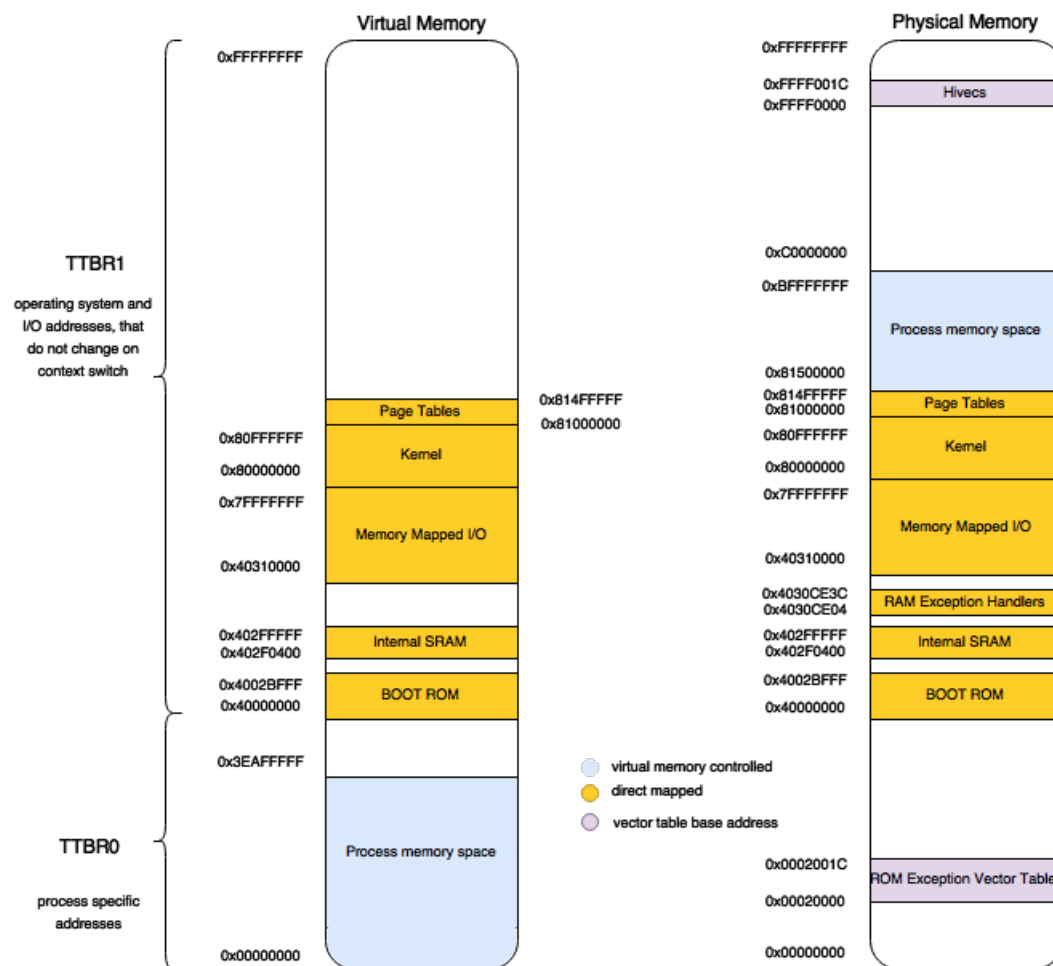 Virtual Memory
0xFFFFFFFF
TTBR1
operating system and
I/O addresses, that
do not change on
context switch
Page Tables
0x814FFFFF
0x81000000
0x80FFFFFF
Kernel
0x80000000
0x7FFFFFFF
Memory Mapped I/O
0x40310000
0x402FFFFF
Internal SRAM
0x402F0400
0x4002BFFF
BOOT ROM
0x40000000
0x3EAFFFFF
TTBR0
process specific
addresses
Process memory space
0x00000000
virtual memory controlled
direct mapped
vector table base address
Physical Memory
0xFFFFFFFF
0xFFFF001C
Hivecs
0xFFFF0000
0xC0000000
0xBFFFFFFF
Process memory space
0x81500000
0x814FFFFF
Page Tables
0x81000000
0x80FFFFFF
Kernel
0x80000000
0x7FFFFFFF
Memory Mapped I/O
0x40310000
0x4030CE3C
RAM Exception Handlers
0x4030CE04
0x402FFFFF
Internal SRAM
0x402F0400
0x4002BFFF
BOOT ROM
0x40000000
0x0002001C
ROM Exception Vector Table
0x00020000
0x00000000